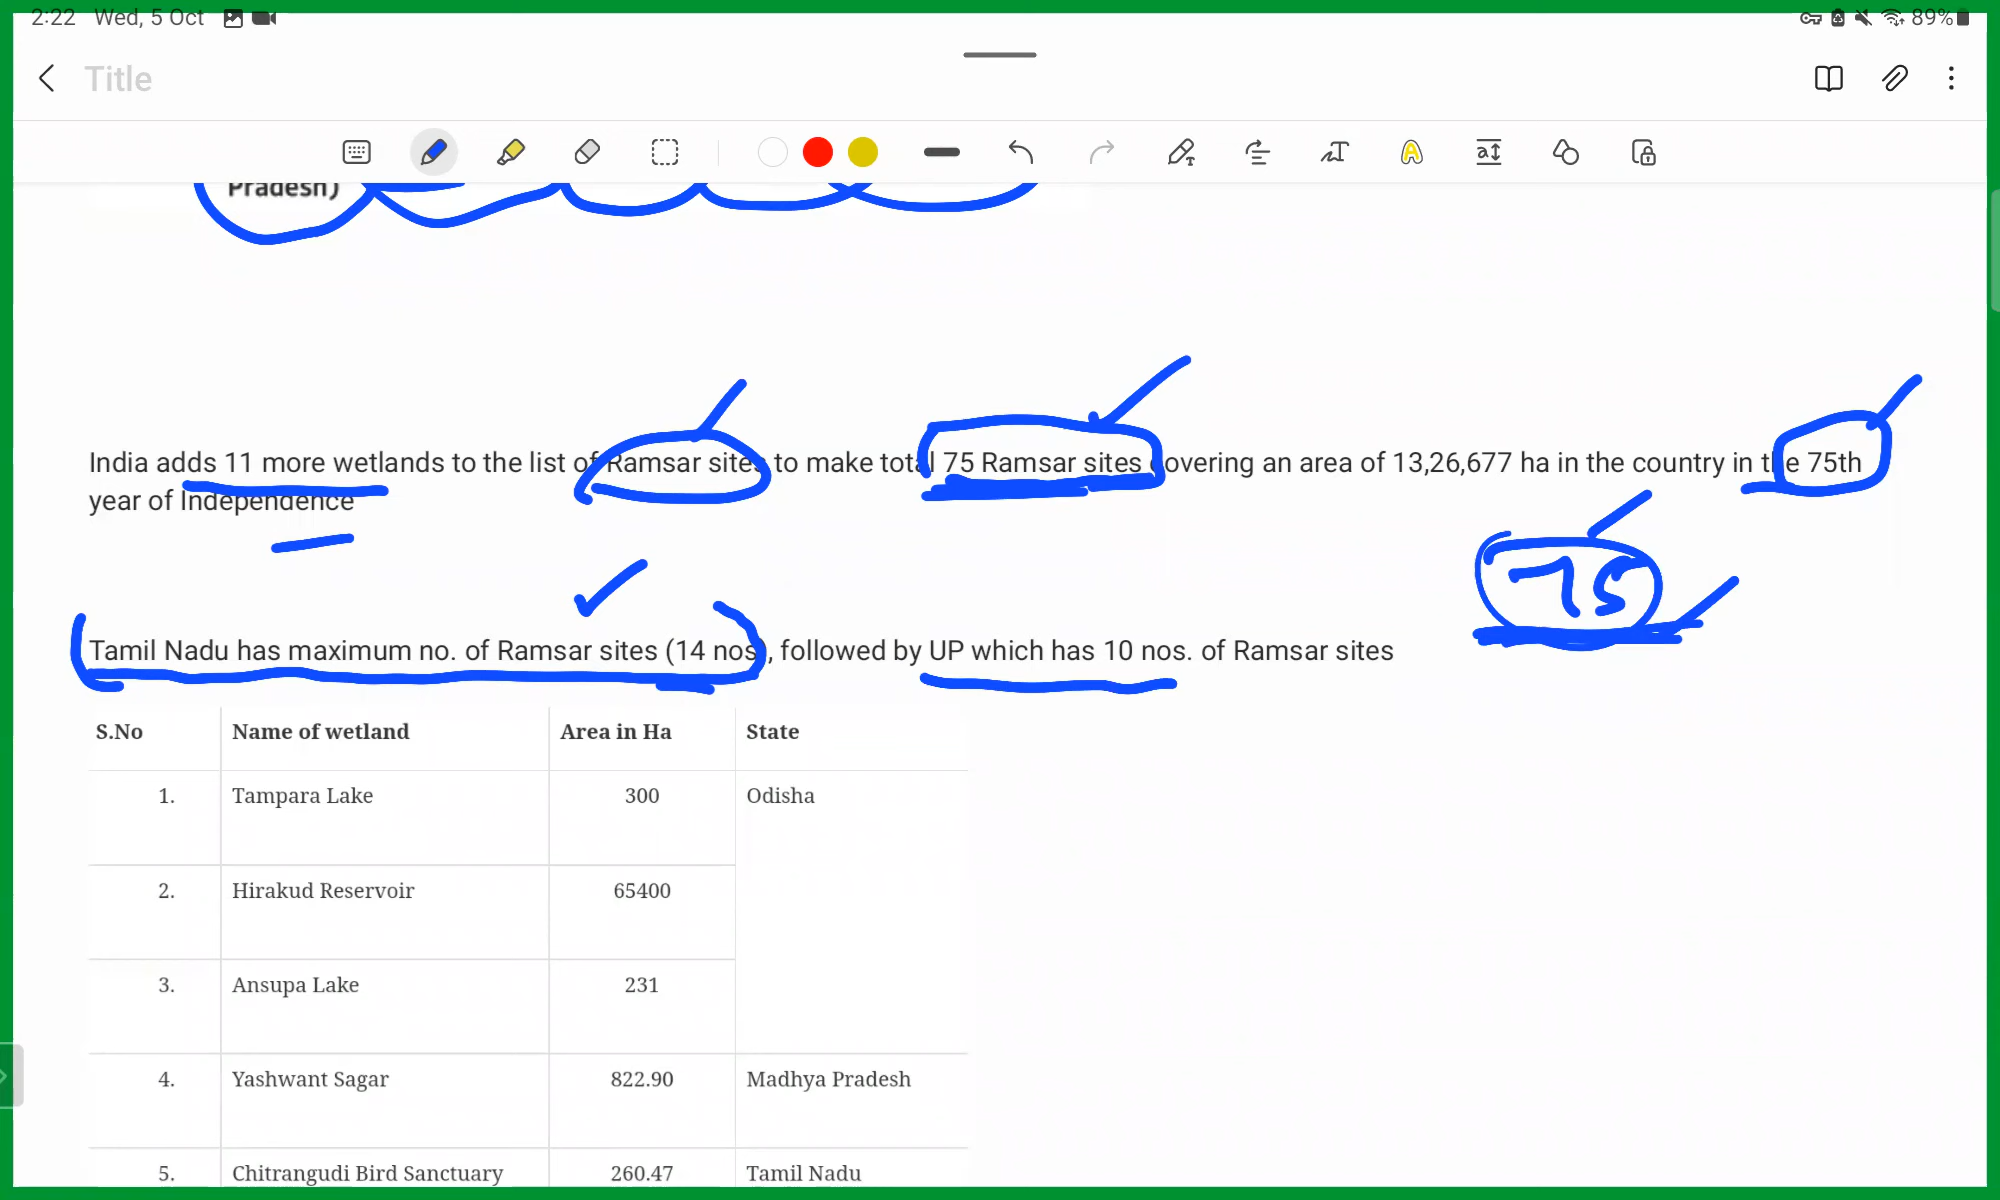 2:22 Wed, 5 Oct 89%
Title
Pradesh)
India adds 11 more wetlands to the list of Ramsar sites to make total 75 Ramsar sites covering an area of 13,26,677 ha in the country in the 75th
year of Independence
75
Tamil Nadu has maximum no. of Ramsar sites (14 nos), followed by UP which has 10 nos. of Ramsar sites
S.No Name of wetland Area in Ha State
1. Tampara Lake 300 Odisha
2. Hirakud Reservoir 65400
3. Ansupa Lake 231
4. Yashwant Sagar 822.90 Madhya Pradesh
5. Chitrangudi Bird Sanctuary 260.47 Tamil Nadu